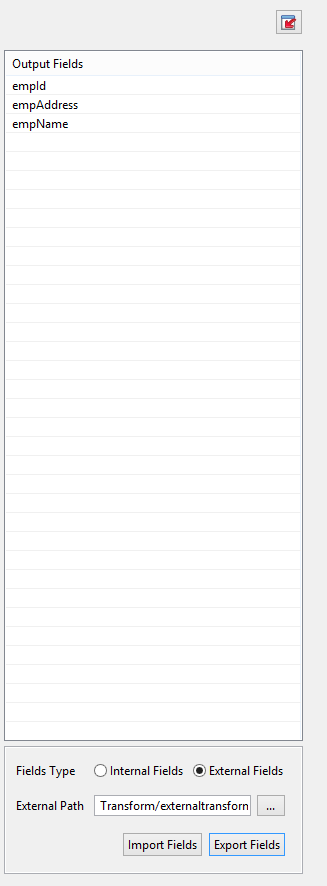 Output Fields
empId
empAddress
empName
Fields Type Internal Fields External Fields
External Path Transform/externaltransforn ...
Import Fields Export Fields